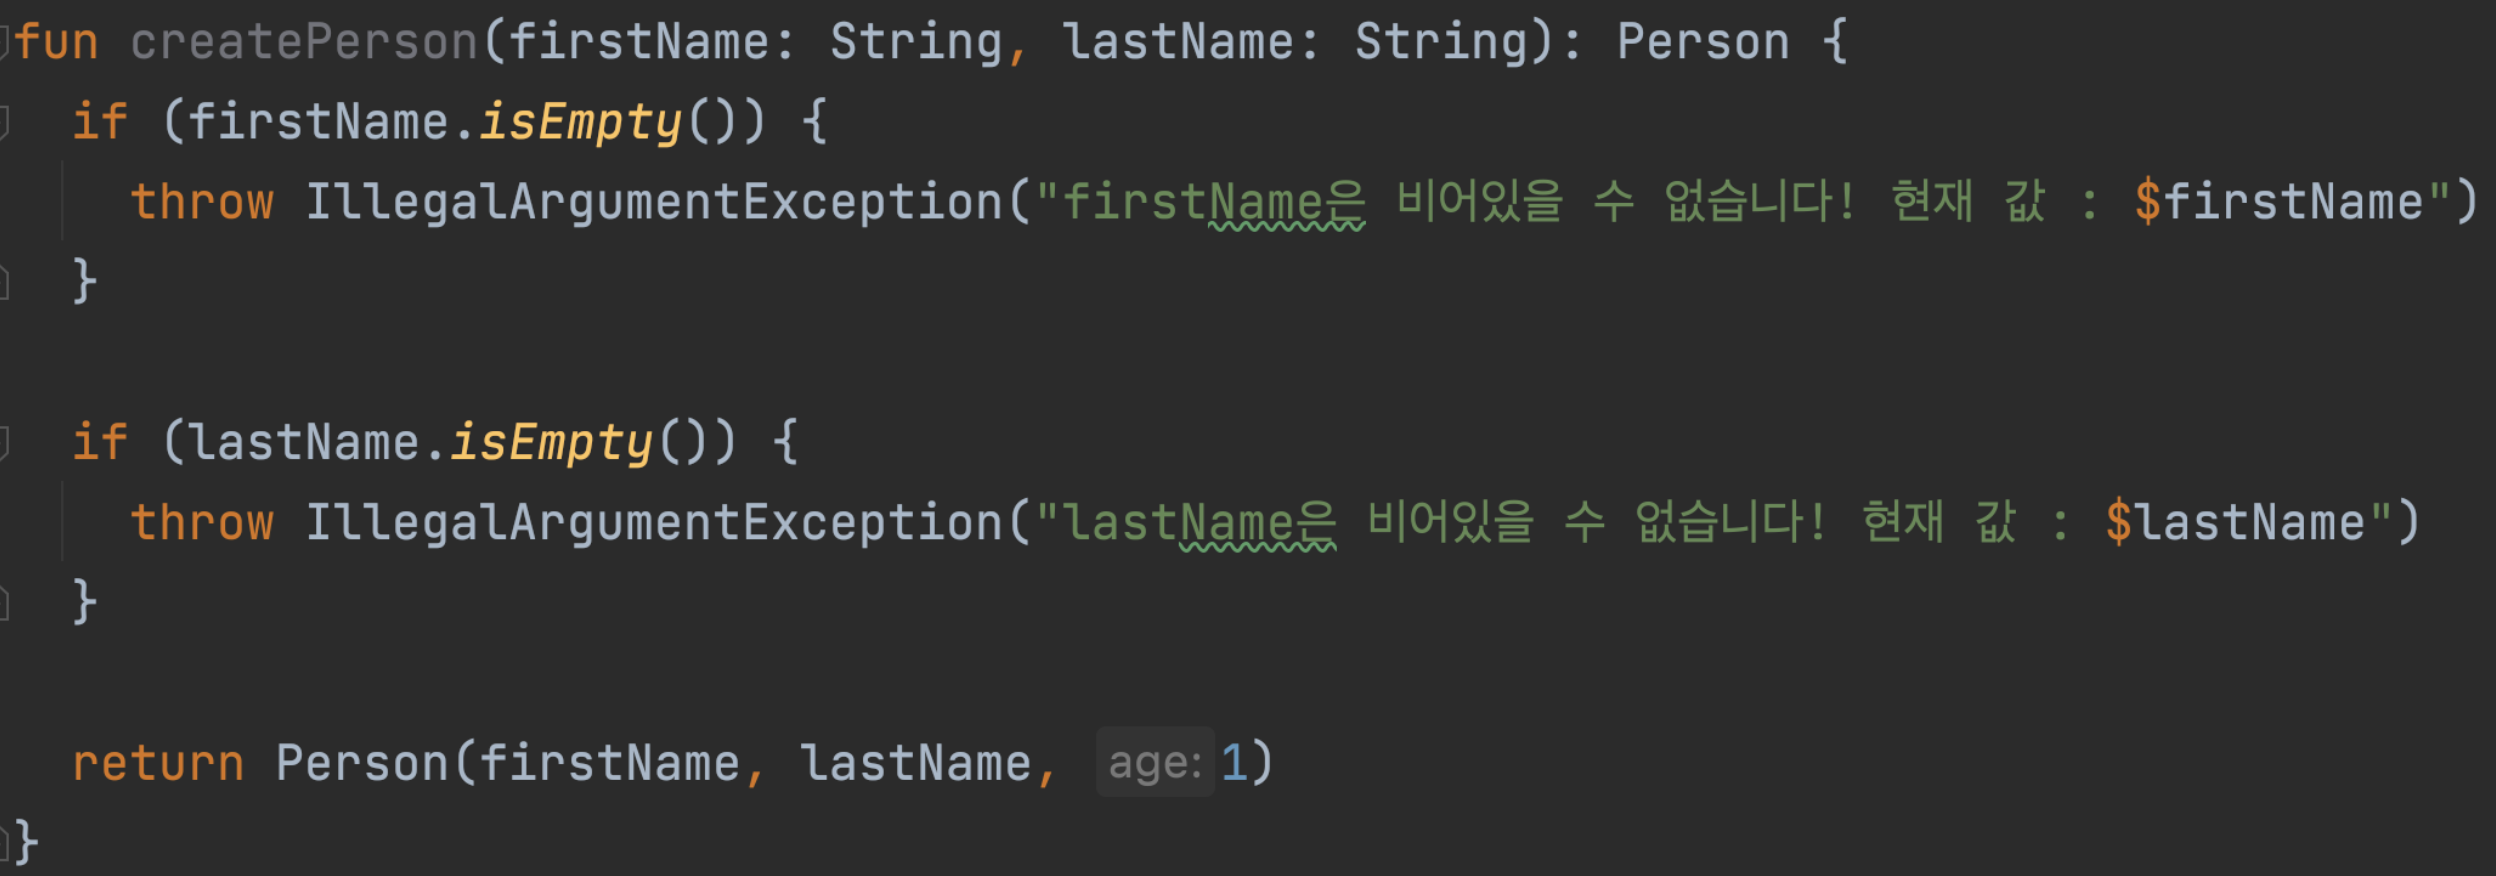 fun createPerson(firstName: String, lastName: String): Person {
if (firstName.isEmpty()) {
throw IllegalArgumentException("firstName은 비어있을 수 없습니다! 현재 값 : $firstName")
}
if (lastName.isEmpty()) {
throw IllegalArgumentException("lastName은 비어있을 수 없습니다! 현재 값 : $lastName")
}
return Person(firstName, lastName, age: 1)
}